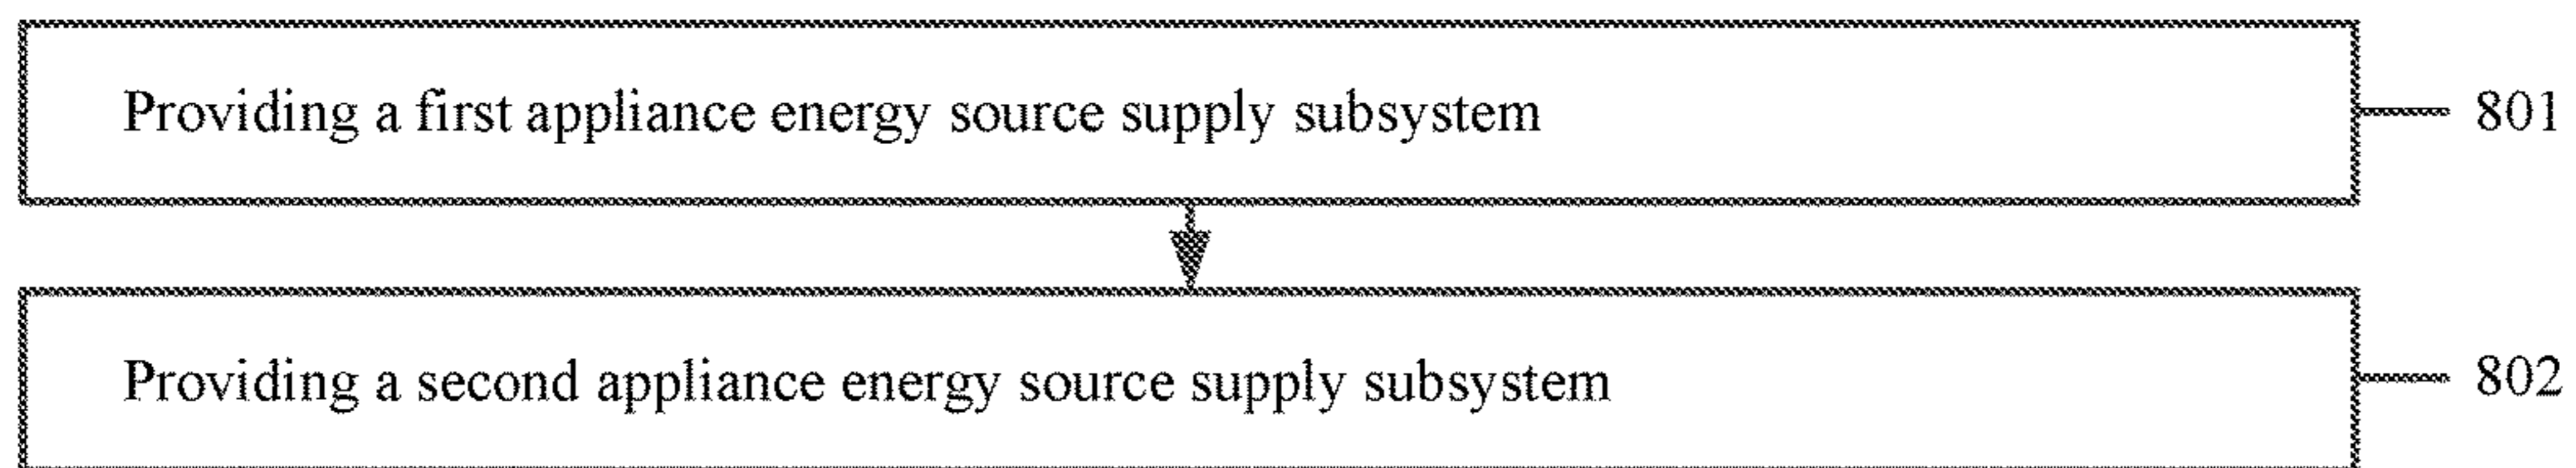 Providing a first appliance energy source supply subsystem 801
Providing a second appliance energy source supply subsystem 802